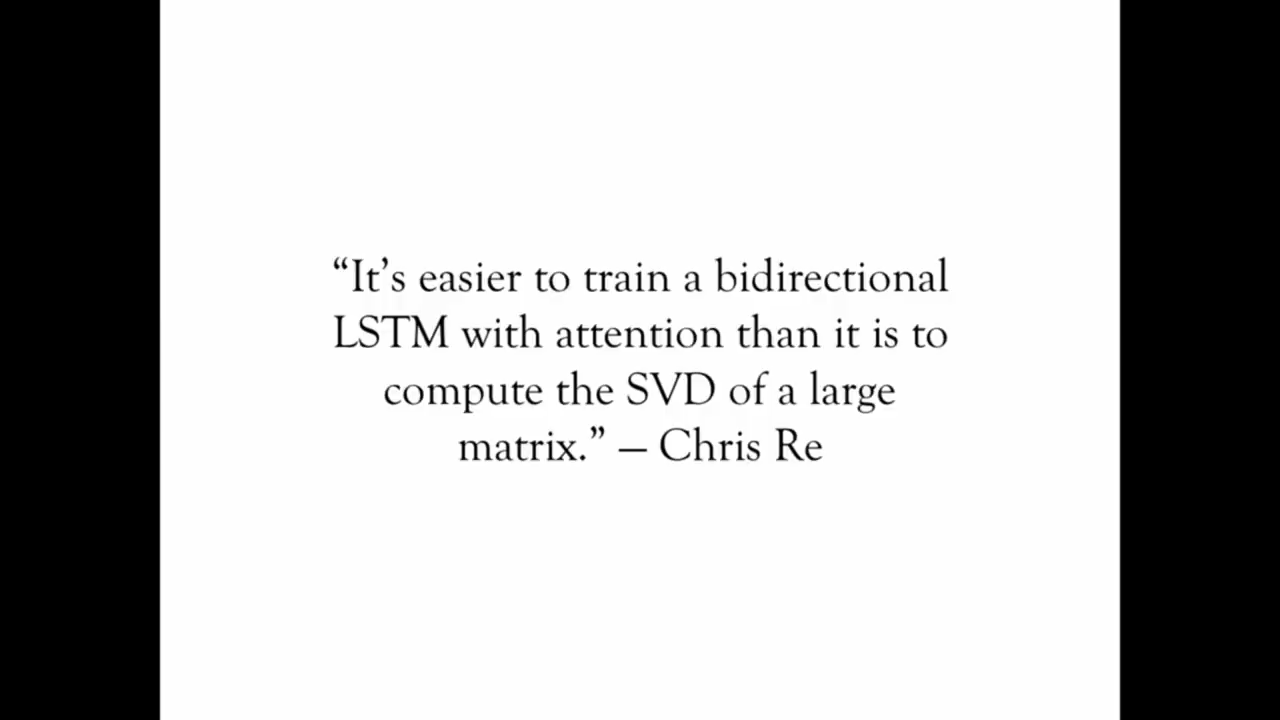 “It’s easier to train a bidirectional
LSTM with attention than it is to
compute the SVD of a large
matrix.” – Chris Re